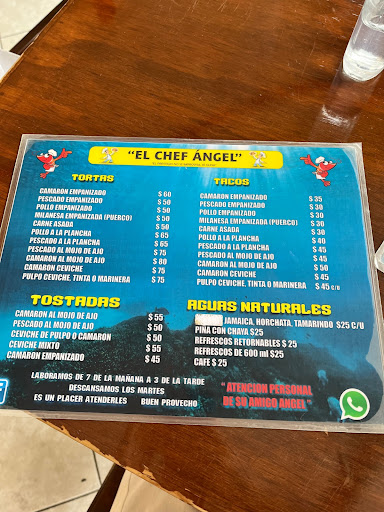 "EL CHEF ÁNGEL"
TORTAS
CAMARON EMPANIZADO $ 60
PESCADO EMPANIZADO $ 50
POLLO EMPANIZADO $ 50
MILANESA EMPANIZADA (PUERCO) $ 50
CARNE ASADA $ 50
POLLO A LA PLANCHA $ 65
PESCADO A LA PLANCHA $ 65
PESCADO AL MOJO DE AJO $ 75
CAMARON AL MOJO DE AJO $ 80
CAMARON CEVICHE $ 75
PULPO CEVICHE, TINTA O MARINERA $ 75
TACOS
CAMARON EMPANIZADO $ 35
PESCADO EMPANIZADO $ 30
POLLO EMPANIZADO $ 30
MILANESA EMPANIZADA (PUERCO) $ 30
CARNE ASADA $ 30
POLLO A LA PLANCHA $ 40
PESCADO A LA PLANCHA $ 45
PESCADO AL MOJO DE AJO $ 45
CAMARON AL MOJO DE AJO $ 50
CAMARON CEVICHE $ 45
PULPO CEVICHE, TINTA O MARINERA $ 45 c/u
TOSTADAS
CAMARON AL MOJO DE AJO $ 55
PESCADO AL MOJO DE AJO $ 50
CEVICHE DE PULPO O CAMARON $ 50
CEVICHE MIXTO $ 55
CAMARON EMPANIZADO $ 45
AGUAS NATURALES
JAMAICA, HORCHATA, TAMARINDO $25 C/U
PIÑA CON CHAYA $25
REFRESCOS RETORNABLES $ 25
REFRESCOS DE 600 ml $25
CAFE $ 25
LABORAMOS DE 7 DE LA MAÑANA A 3 DE LA TARDE
DESCANSAMOS LOS MARTES
ES UN PLACER ATENDERLES BUEN PROVECHO
" ATENCION PERSONAL
DE SU AMIGO ANGEL"